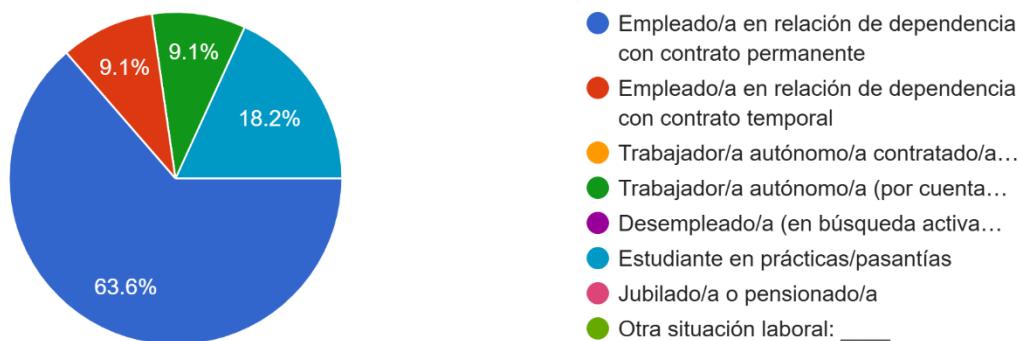 9.1%
9.1%
18.2%
63.6%
Empleado/a en relación de dependencia
con contrato permanente
Empleado/a en relación de dependencia
con contrato temporal
Trabajador/a autónomo/a contratado/a…
Trabajador/a autónomo/a (por cuenta…
Desempleado/a (en búsqueda activa…
Estudiante en prácticas/pasantías
Jubilado/a o pensionado/a
Otra situación laboral: ____